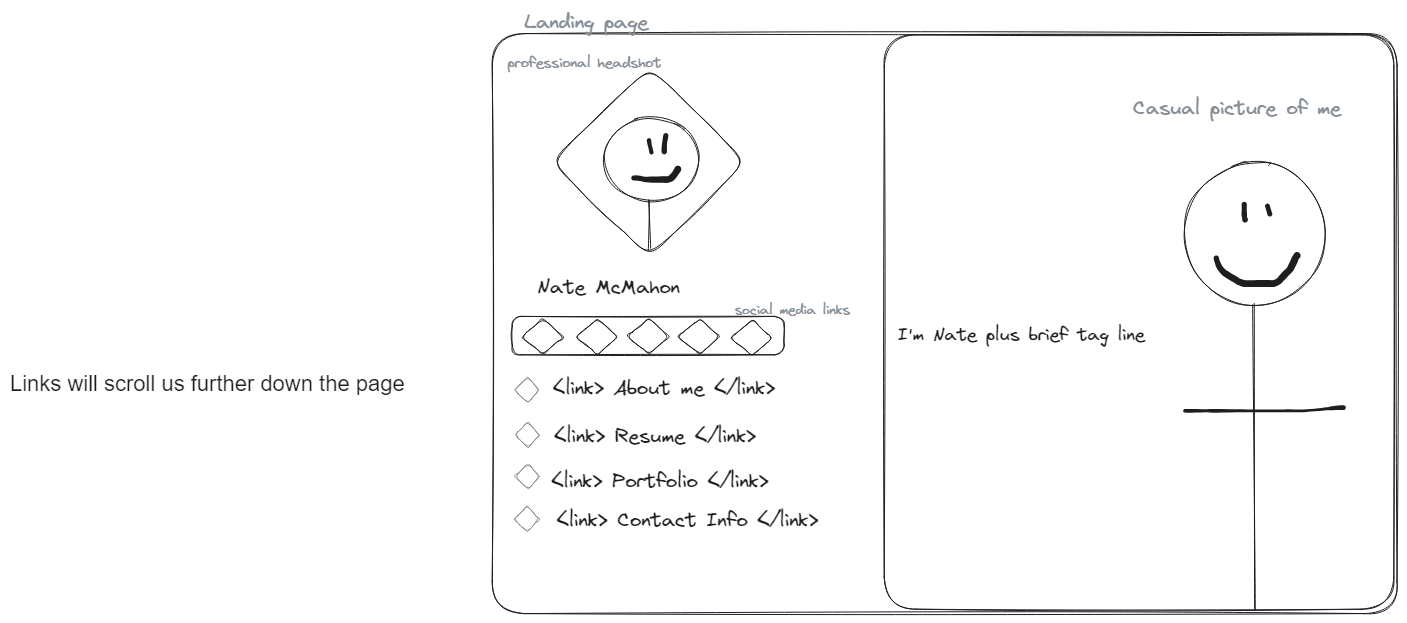 Landing page
professional headshot
Casual picture of me
Nate McMahon
social media links
I'm Nate plus brief tag line
Links will scroll us further down the page
<link> About me </link>
<link> Resume </link>
<link> Portfolio </link>
<link> Contact Info </link>